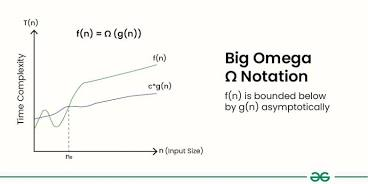 T(n)
f(n) = Ω (g(n))
f(n)
c*g(n)
Time Complexity
n (Input Size)
n₀
Big Omega
Ω Notation
f(n) is bounded below
by g(n) asymptotically